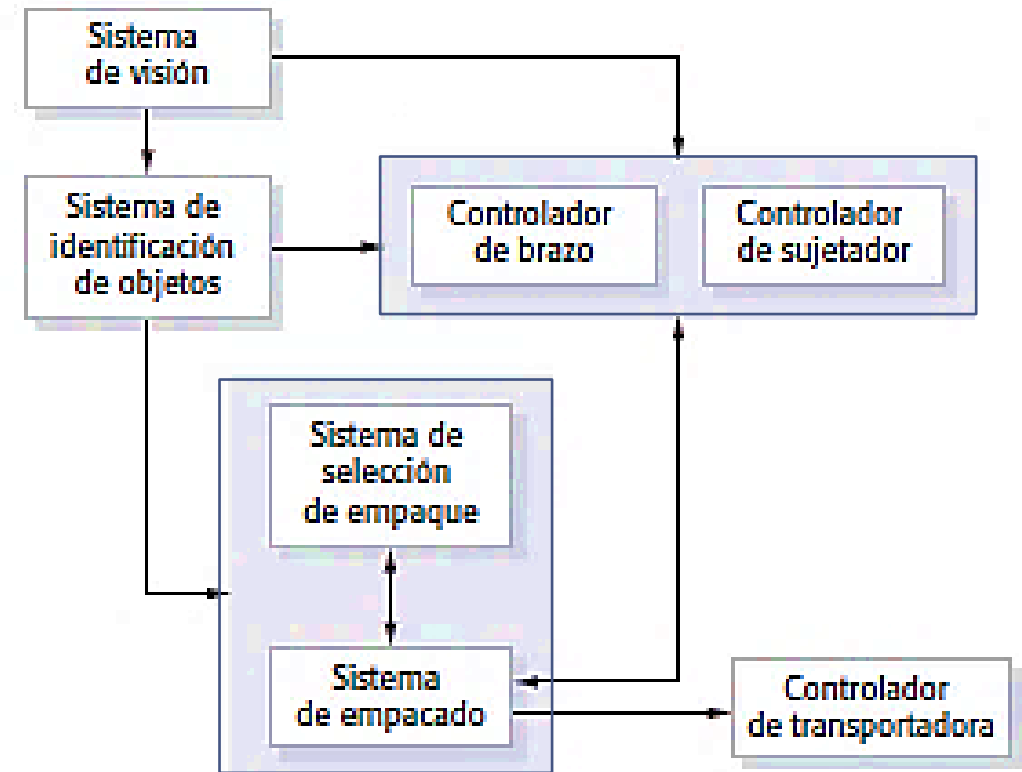 Sistema
de visión
Sistema de
identificación
de objetos
Controlador
de brazo
Controlador
de sujetador
Sistema de
selección
de empaque
Sistema
de empacado
Controlador
de transportadora